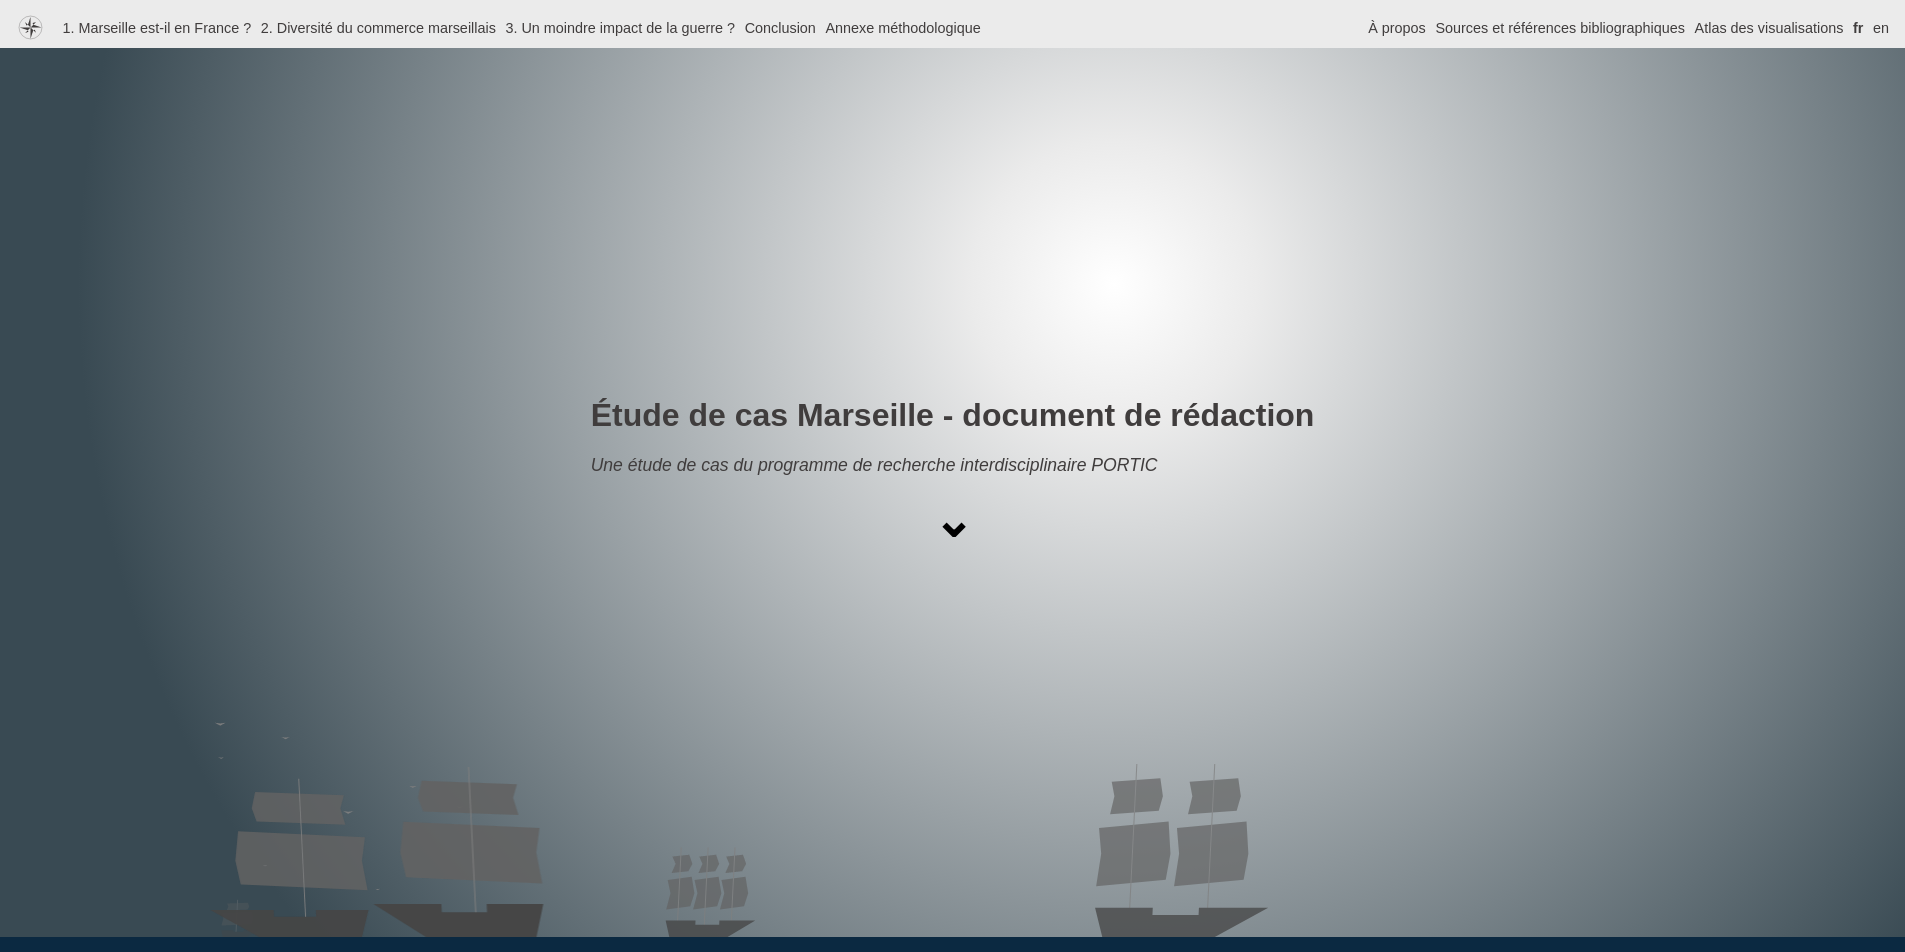 1. Marseille est-il en France ? 2. Diversité du commerce marseillais 3. Un moindre impact de la guerre ? Conclusion Annexe méthodologique À propos Sources et références bibliographiques Atlas des visualisations fr en
Étude de cas Marseille - document de rédaction
Une étude de cas du programme de recherche interdisciplinaire PORTIC